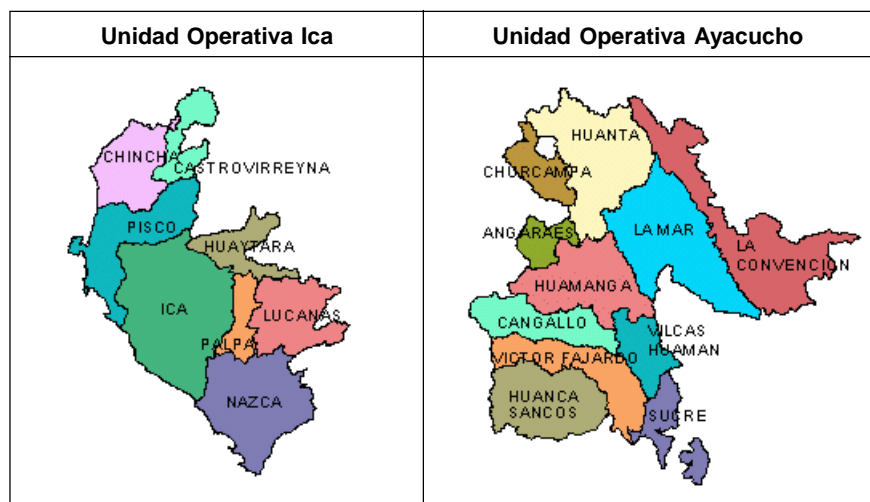 Unidad Operativa Ica
Unidad Operativa Ayacucho
CHINCHA
CASTROVIRREYNA
PISCO
HUAYTARA
ICA
LUCANAS
PALPA
NAZCA
HUANTA
CHURCAMPA
ANGARAES
LA MAR
LA
CONVENCION
HUAMANGA
CANGALLO
VILCAS
HUAMAN
VICTOR FAJARDO
HUANCA
SANCOS
SUCRE